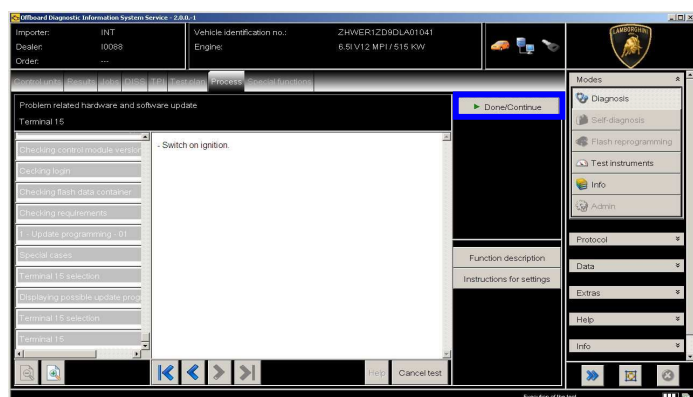 Offboard Diagnostic Information System Service - 2.0.0.-1
Importer: INT
Dealer: I0088
Order: ---
Vehicle identification no.: ZHWER1ZD9DLA01041
Engine: 6.5l V12 MPI / 515 KW
LAMBORGHINI
Control units Results Jobs DISS TPI Test plan Process Special functions
Problem related hardware and software update
Terminal 15
Done/Continue
Checking control module version
Cecking login
Checking flash data container
Checking requirements
1 - Update programming - 01
Special cases
Terminal 15 selection
Displaying possible update prog
Terminal 15 selection
Terminal 15
- Switch on ignition.
Function description
Instructions for settings
Help
Cancel test
Modes
Diagnosis
Self-diagnosis
Flash reprogramming
Test instruments
Info
Admin
Protocol
Data
Extras
Help
Info
Execution of the test